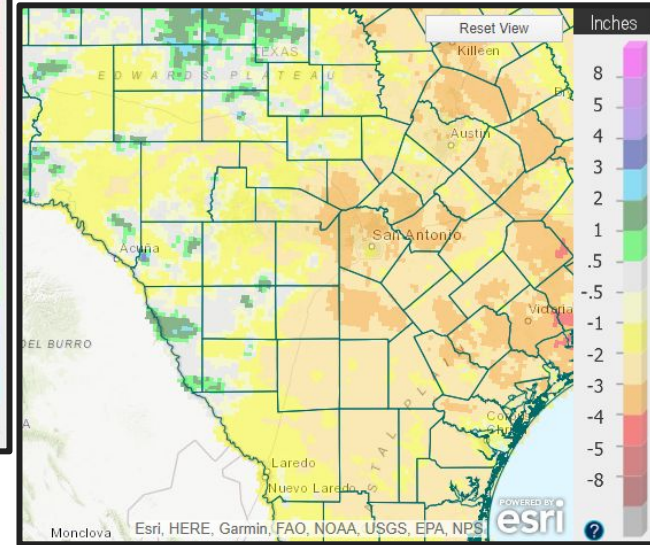 Reset View
Inches
TEXAS
Killeen
EDWARDS PLATEAU
Austin
San Antonio
Acuña
Victoria
DEL BURRO
Laredo
Nuevo Laredo
Monclova
8
5
4
3
2
1
.5
-.5
-1
-2
-3
-4
-5
-8
Esri, HERE, Garmin, FAO, NOAA, USGS, EPA, NPS
POWERED BY
esri
?